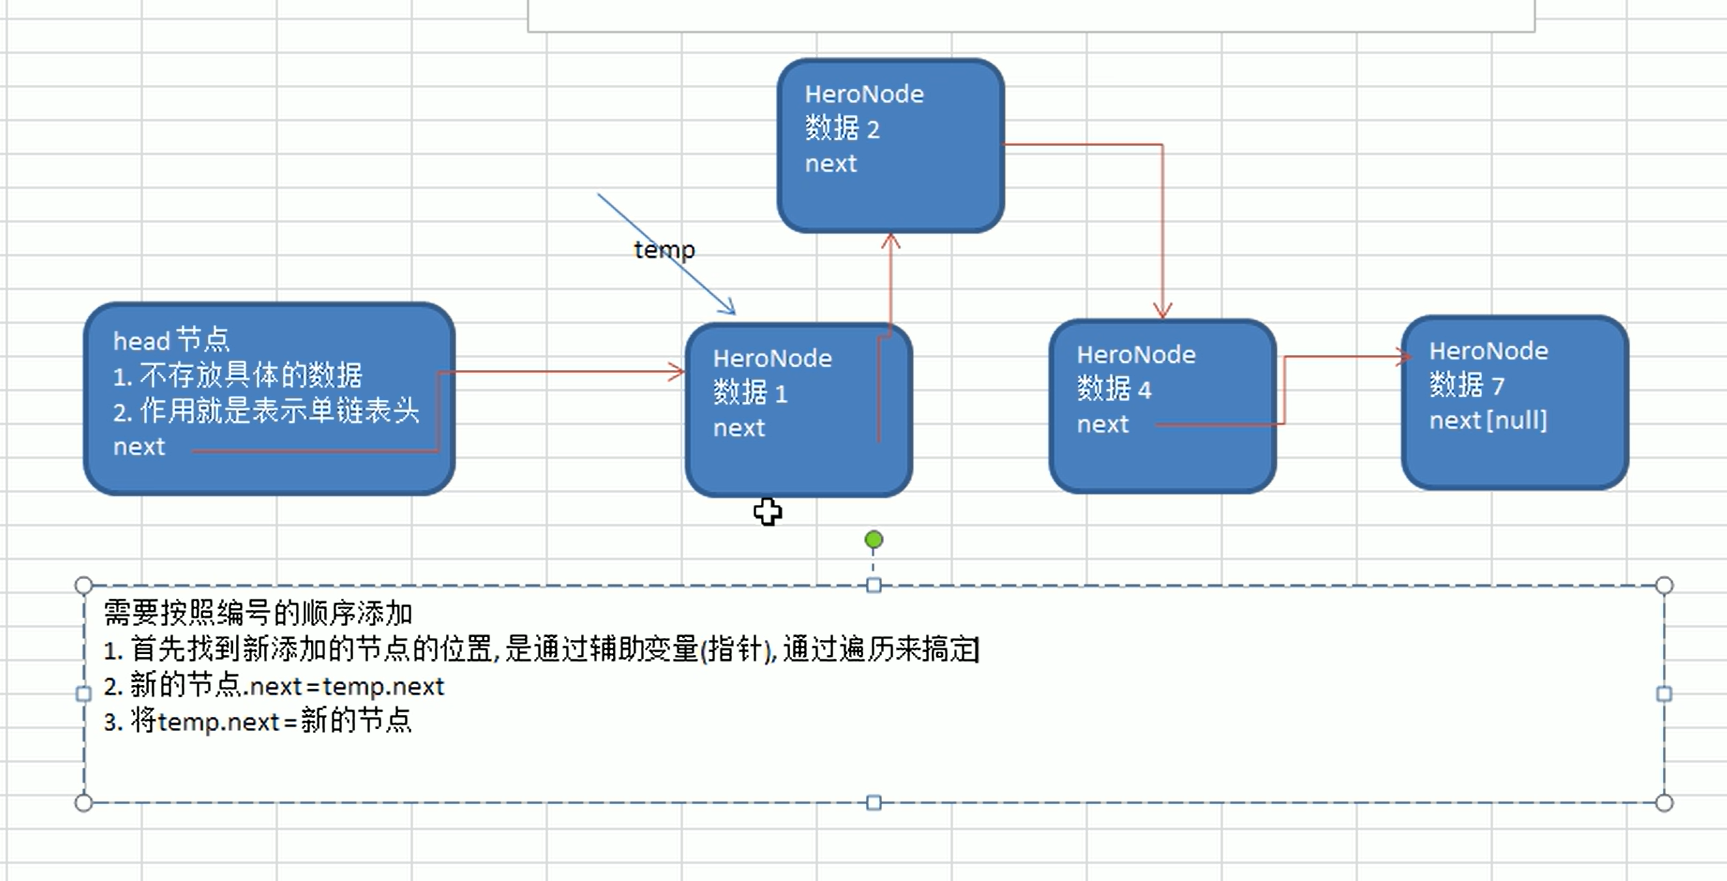 HeroNode
数据 2
next
temp
head 节点
1. 不存放具体的数据
2. 作用就是表示单链表头
next
HeroNode
数据 1
next
HeroNode
数据 4
next
HeroNode
数据 7
next [null]
需要按照编号的顺序添加
1. 首先找到新添加的节点的位置, 是通过辅助变量(指针), 通过遍历来搞定
2. 新的节点.next = temp.next
3. 将temp.next = 新的节点